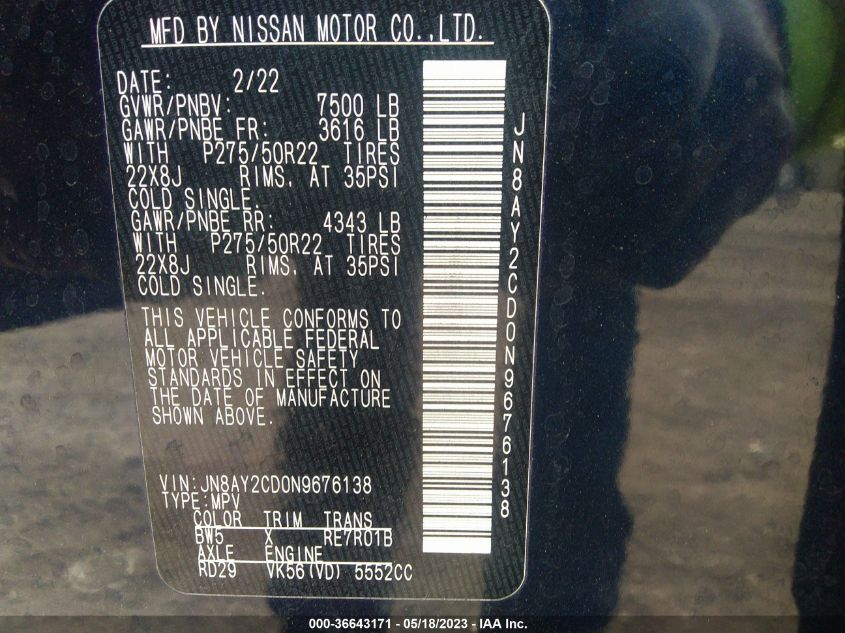 MFD BY NISSAN MOTOR CO.,LTD.
DATE: 2/22
GVWR/PNBV: 7500 LB
GAWR/PNBE FR: 3616 LB
WITH P275/50R22 TIRES
22X8J RIMS, AT 35PSI
COLD SINGLE.
GAWR/PNBE RR: 4343 LB
WITH P275/50R22 TIRES
22X8J RIMS, AT 35PSI
COLD SINGLE.
THIS VEHICLE CONFORMS TO
ALL APPLICABLE FEDERAL
MOTOR VEHICLE SAFETY
STANDARDS IN EFFECT ON
THE DATE OF MANUFACTURE
SHOWN ABOVE.
VIN:JN8AY2CD0N9676138
TYPE:MPV
COLOR TRIM TRANS
BW5 X RE7R01B
AXLE ENGINE
RD29 VK56(VD) 5552CC
JN8AY2CD0N9676138
000-36643171 - 05/18/2023 - IAA Inc.